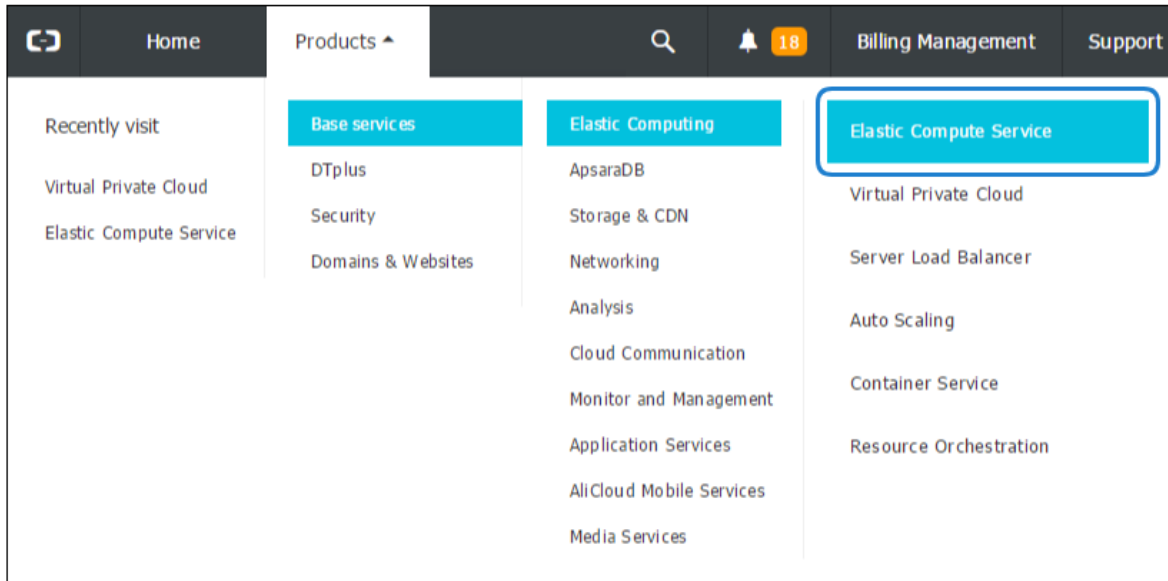 Home
Products
18
Billing Management
Support
Recently visit
Virtual Private Cloud
Elastic Compute Service
Base services
DTplus
Security
Domains & Websites
Elastic Computing
ApsaraDB
Storage & CDN
Networking
Analysis
Cloud Communication
Monitor and Management
Application Services
AliCloud Mobile Services
Media Services
Elastic Compute Service
Virtual Private Cloud
Server Load Balancer
Auto Scaling
Container Service
Resource Orchestration